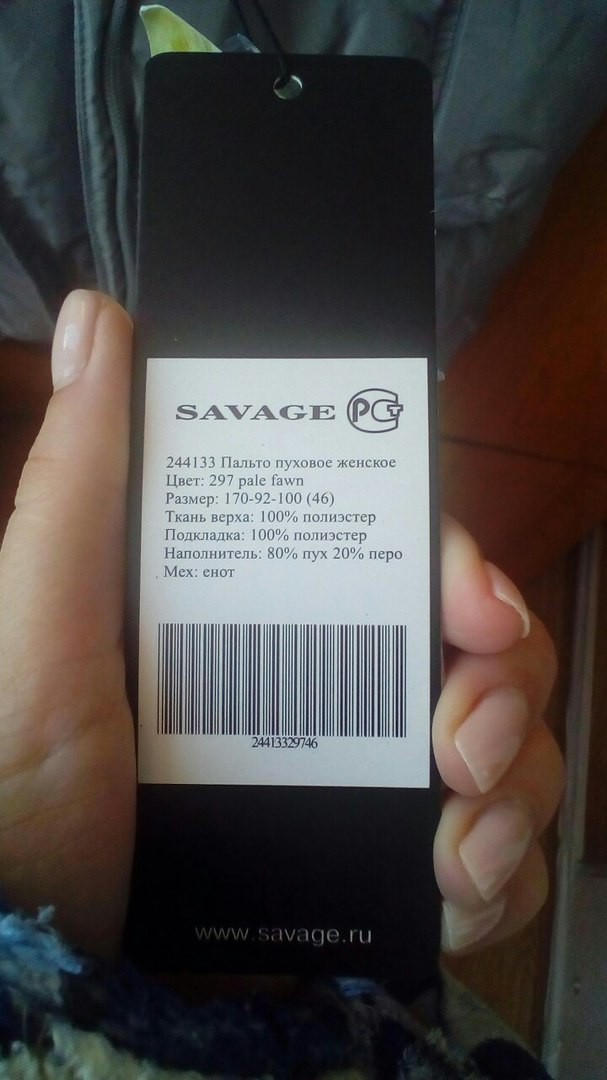 SAVAGE РСТ
244133 Пальто пуховое женское
Цвет: 297 pale fawn
Размер: 170-92-100 (46)
Ткань верха: 100% полиэстер
Подкладка: 100% полиэстер
Наполнитель: 80% пух 20% перо
Мех: енот
24413329746
www.savage.ru